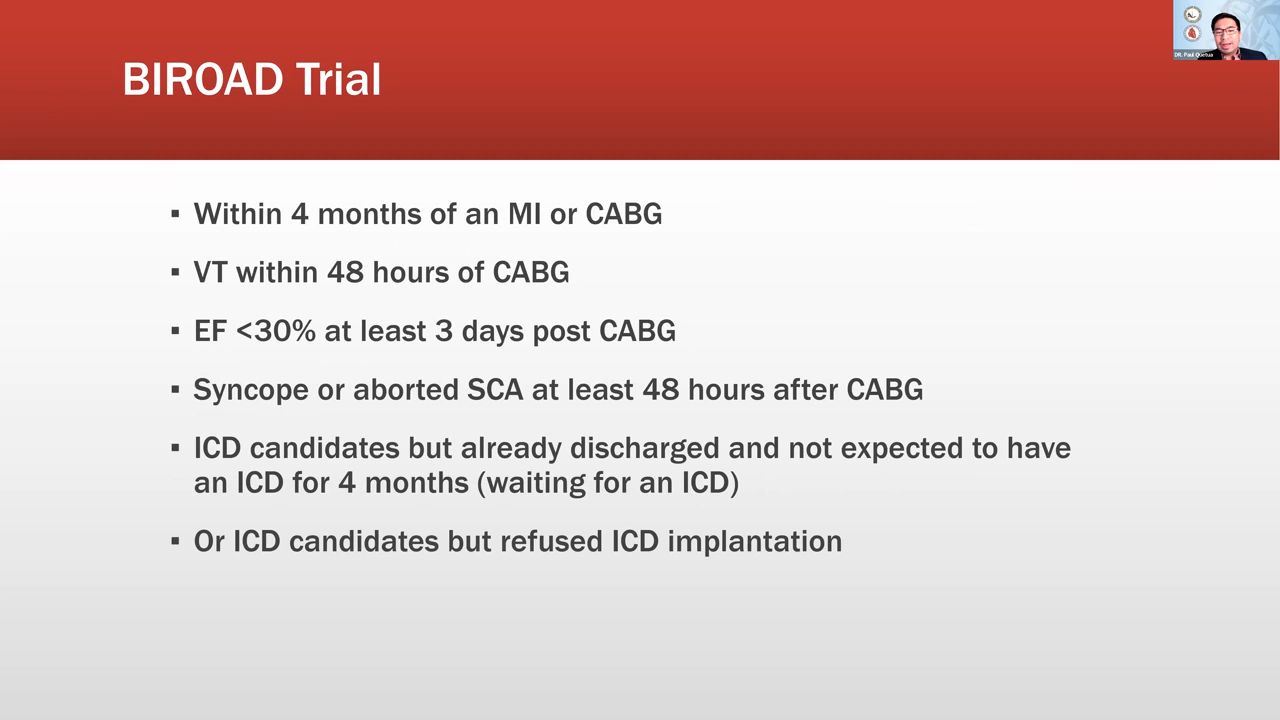 BIROAD Trial
DR. Paul Quetua
▪ Within 4 months of an MI or CABG
▪ VT within 48 hours of CABG
▪ EF <30% at least 3 days post CABG
▪ Syncope or aborted SCA at least 48 hours after CABG
▪ ICD candidates but already discharged and not expected to have
an ICD for 4 months (waiting for an ICD)
▪ Or ICD candidates but refused ICD implantation